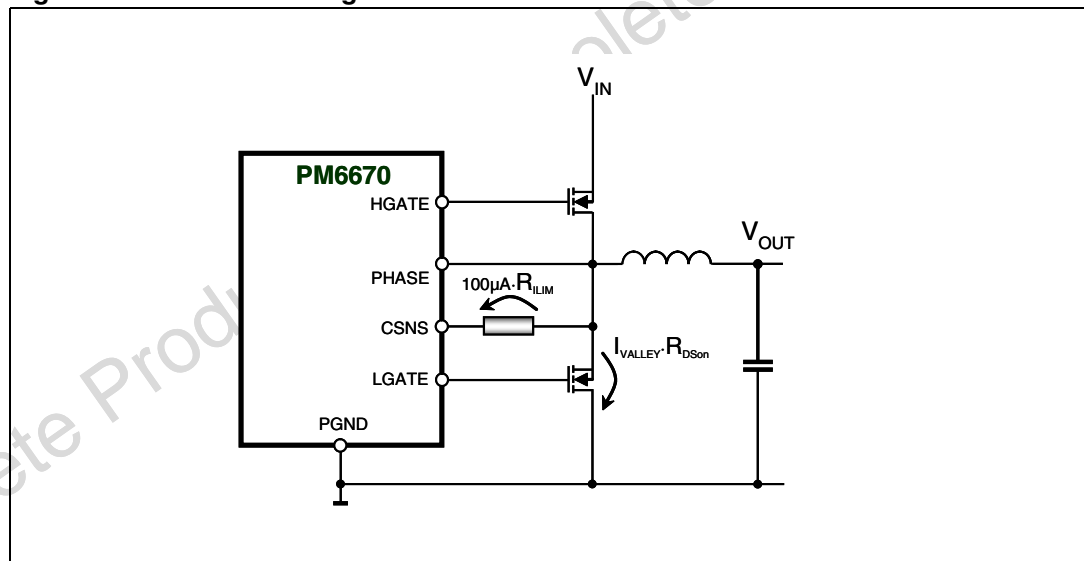 V_IN
PM6670
HGATE
V_OUT
PHASE
100µA·R_ILIM
CSNS
I_VALLEY·R_DSon
LGATE
PGND